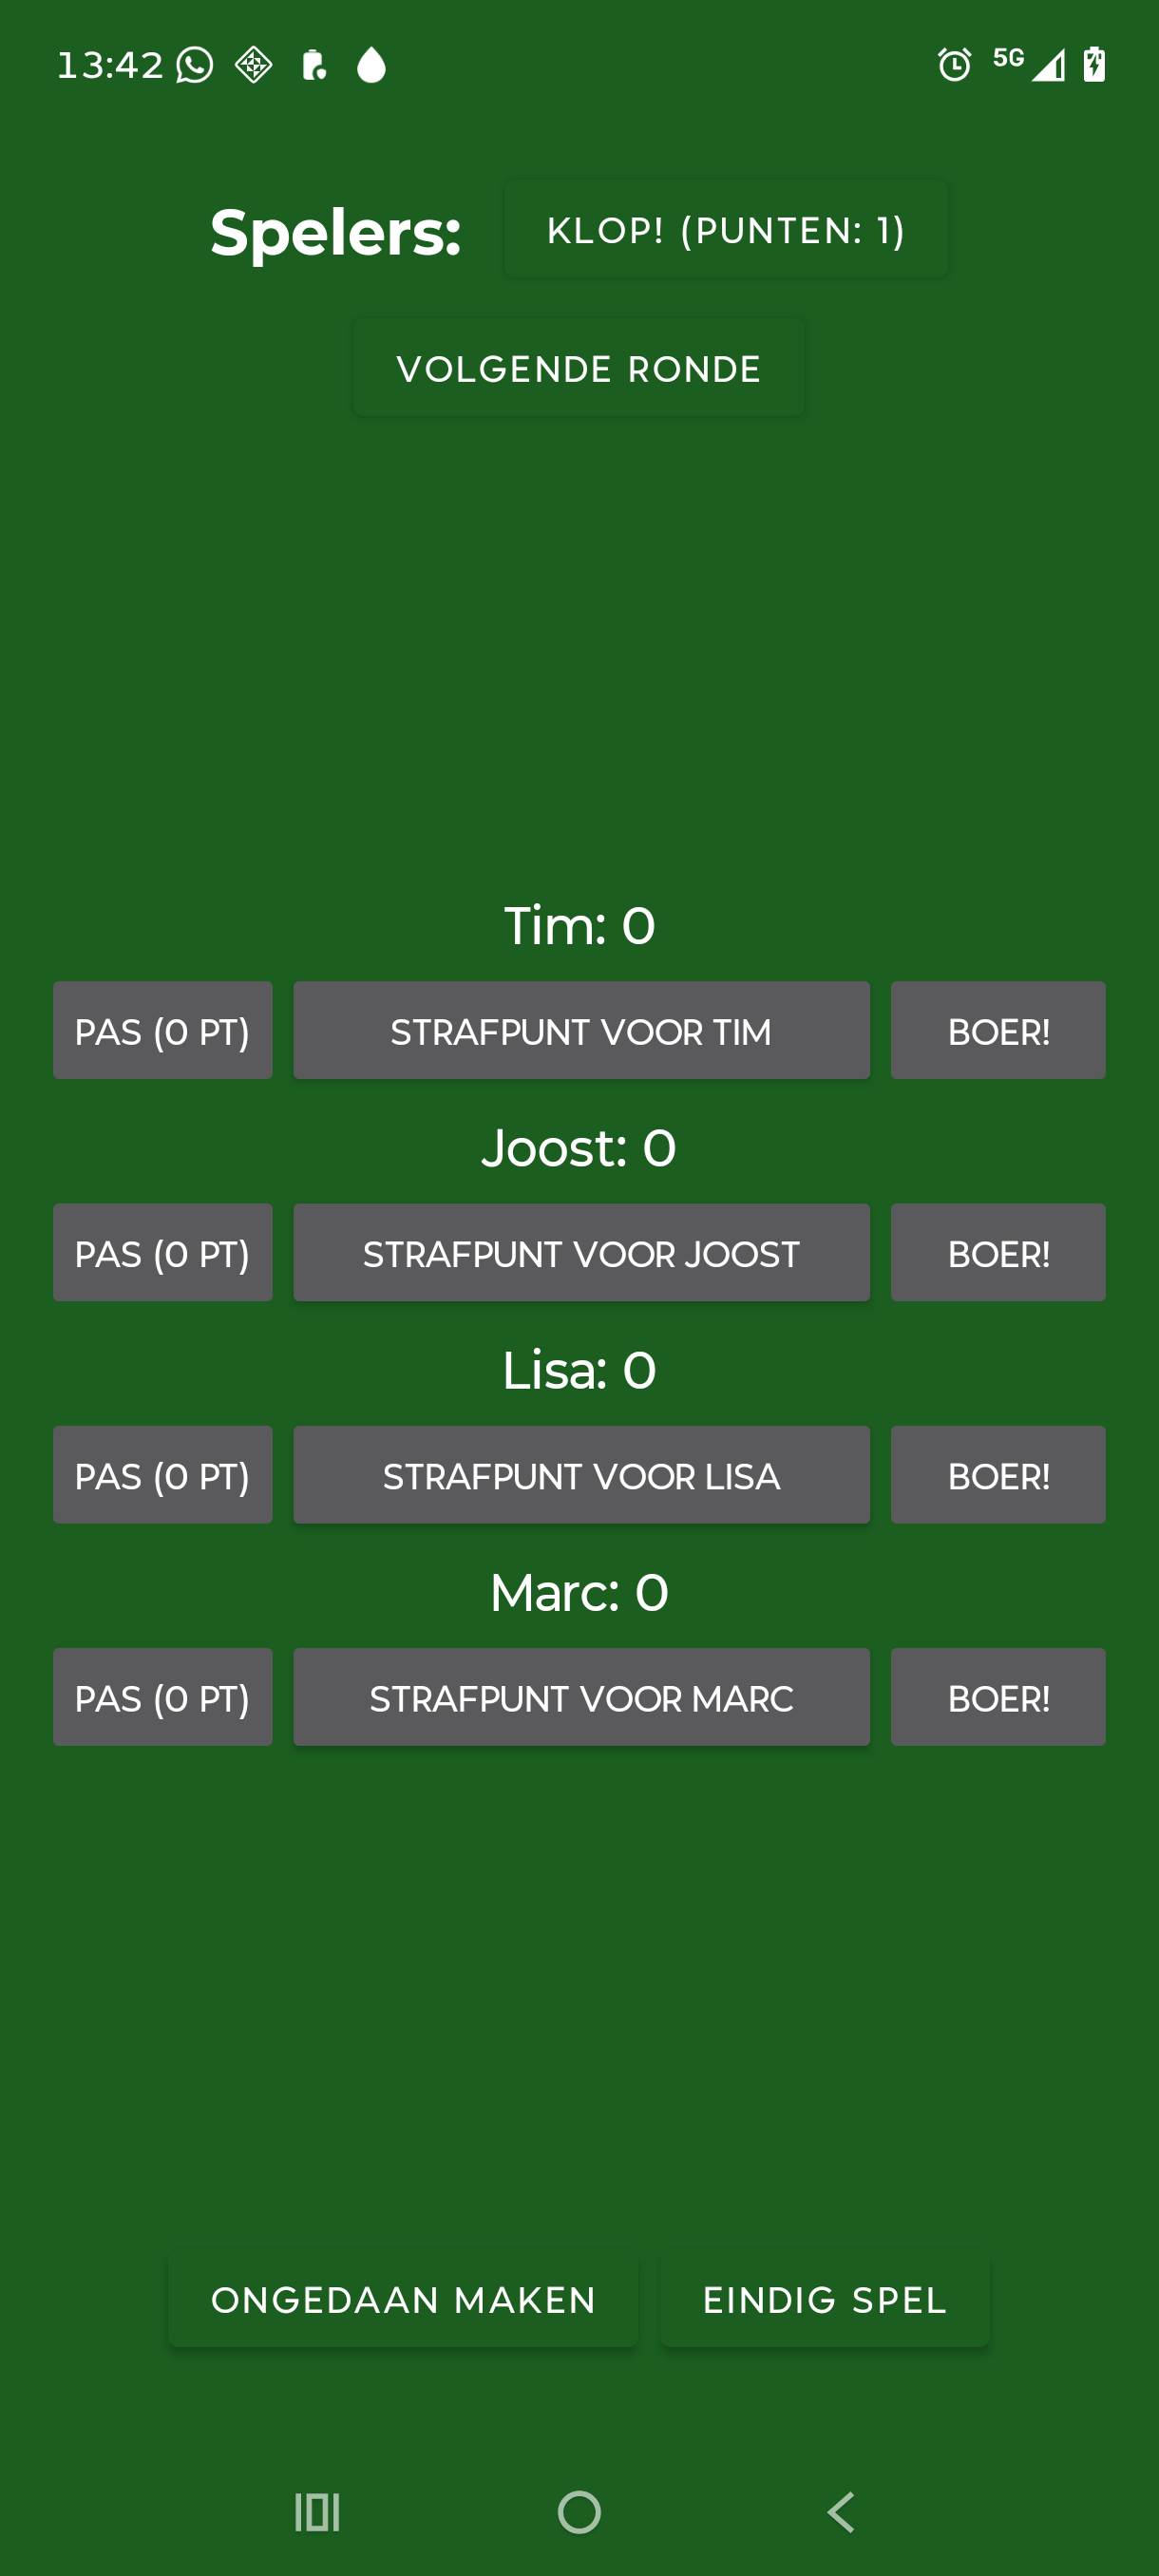 13:42 5G
Spelers: KLOP! (PUNTEN: 1)
VOLGENDE RONDE
Tim: 0
PAS (0 PT) STRAFPUNT VOOR TIM BOER!
Joost: 0
PAS (0 PT) STRAFPUNT VOOR JOOST BOER!
Lisa: 0
PAS (0 PT) STRAFPUNT VOOR LISA BOER!
Marc: 0
PAS (0 PT) STRAFPUNT VOOR MARC BOER!
ONGEDAAN MAKEN EINDIG SPEL